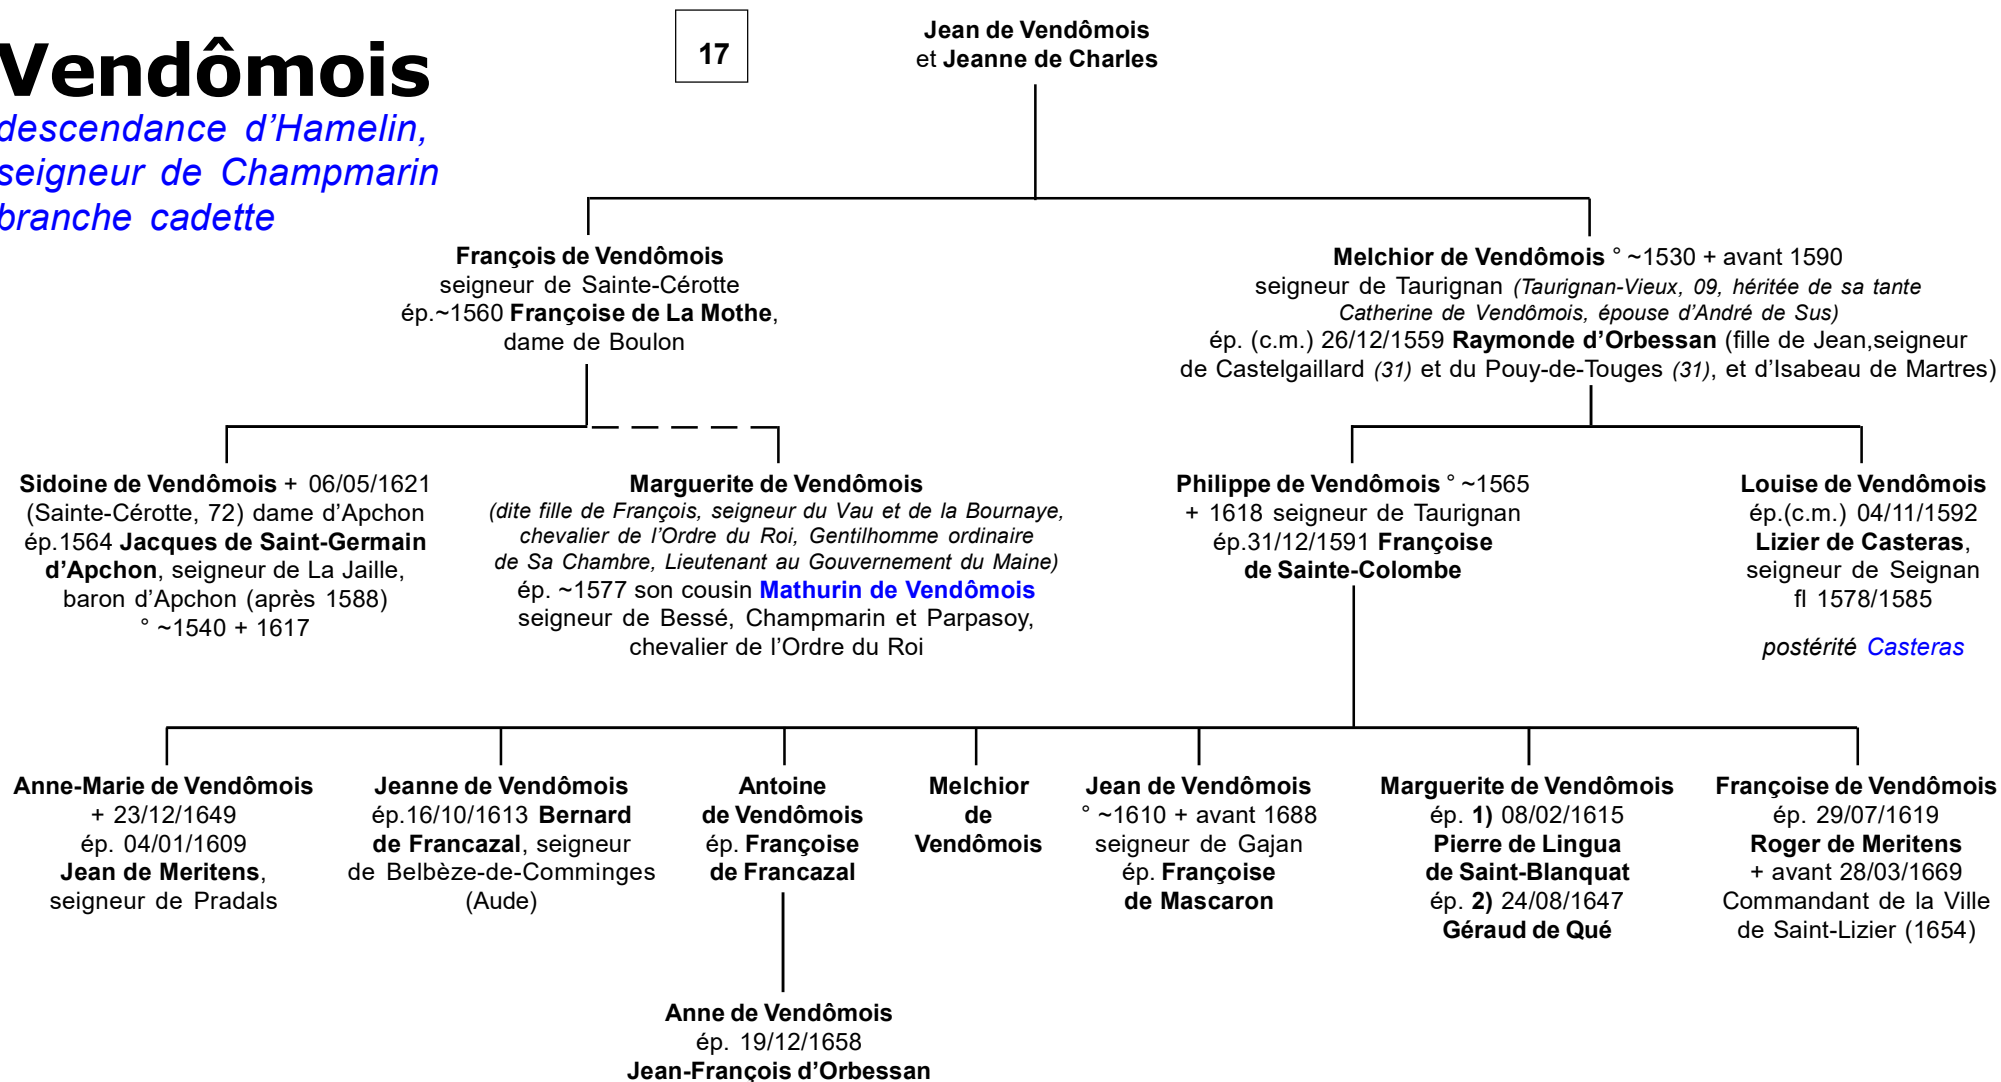 Vendômois
descendance d’Hamelin,
seigneur de Champmarin
branche cadette
17
Jean de Vendômois
et Jeanne de Charles
François de Vendômois
seigneur de Sainte-Cérotte
ép.~1560 Françoise de La Mothe,
dame de Boulon
Melchior de Vendômois ° ~1530 + avant 1590
seigneur de Taurignan (Taurignan-Vieux, 09, héritée de sa tante
Catherine de Vendômois, épouse d’André de Sus)
ép. (c.m.) 26/12/1559 Raymonde d’Orbessan (fille de Jean,seigneur
de Castelgaillard (31) et du Pouy-de-Touges (31), et d’Isabeau de Martres)
Sidoine de Vendômois + 06/05/1621
(Sainte-Cérotte, 72) dame d’Apchon
ép.1564 Jacques de Saint-Germain
d’Apchon, seigneur de La Jaille,
baron d’Apchon (après 1588)
° ~1540 + 1617
Marguerite de Vendômois
(dite fille de François, seigneur du Vau et de la Bournaye,
chevalier de l’Ordre du Roi, Gentilhomme ordinaire
de Sa Chambre, Lieutenant au Gouvernement du Maine)
ép. ~1577 son cousin Mathurin de Vendômois
seigneur de Bessé, Champmarin et Parpasoy,
chevalier de l’Ordre du Roi
Philippe de Vendômois ° ~1565
+ 1618 seigneur de Taurignan
ép.31/12/1591 Françoise
de Sainte-Colombe
Louise de Vendômois
ép.(c.m.) 04/11/1592
Lizier de Casteras,
seigneur de Seignan
fl 1578/1585
postérité Casteras
Anne-Marie de Vendômois
+ 23/12/1649
ép. 04/01/1609
Jean de Meritens,
seigneur de Pradals
Jeanne de Vendômois
ép.16/10/1613 Bernard
de Francazal, seigneur
de Belbèze-de-Comminges
(Aude)
Antoine
de Vendômois
ép. Françoise
de Francazal
Melchior
de
Vendômois
Jean de Vendômois
° ~1610 + avant 1688
seigneur de Gajan
ép. Françoise
de Mascaron
Marguerite de Vendômois
ép. 1) 08/02/1615
Pierre de Lingua
de Saint-Blanquat
ép. 2) 24/08/1647
Géraud de Qué
Françoise de Vendômois
ép. 29/07/1619
Roger de Meritens
+ avant 28/03/1669
Commandant de la Ville
de Saint-Lizier (1654)
Anne de Vendômois
ép. 19/12/1658
Jean-François d’Orbessan